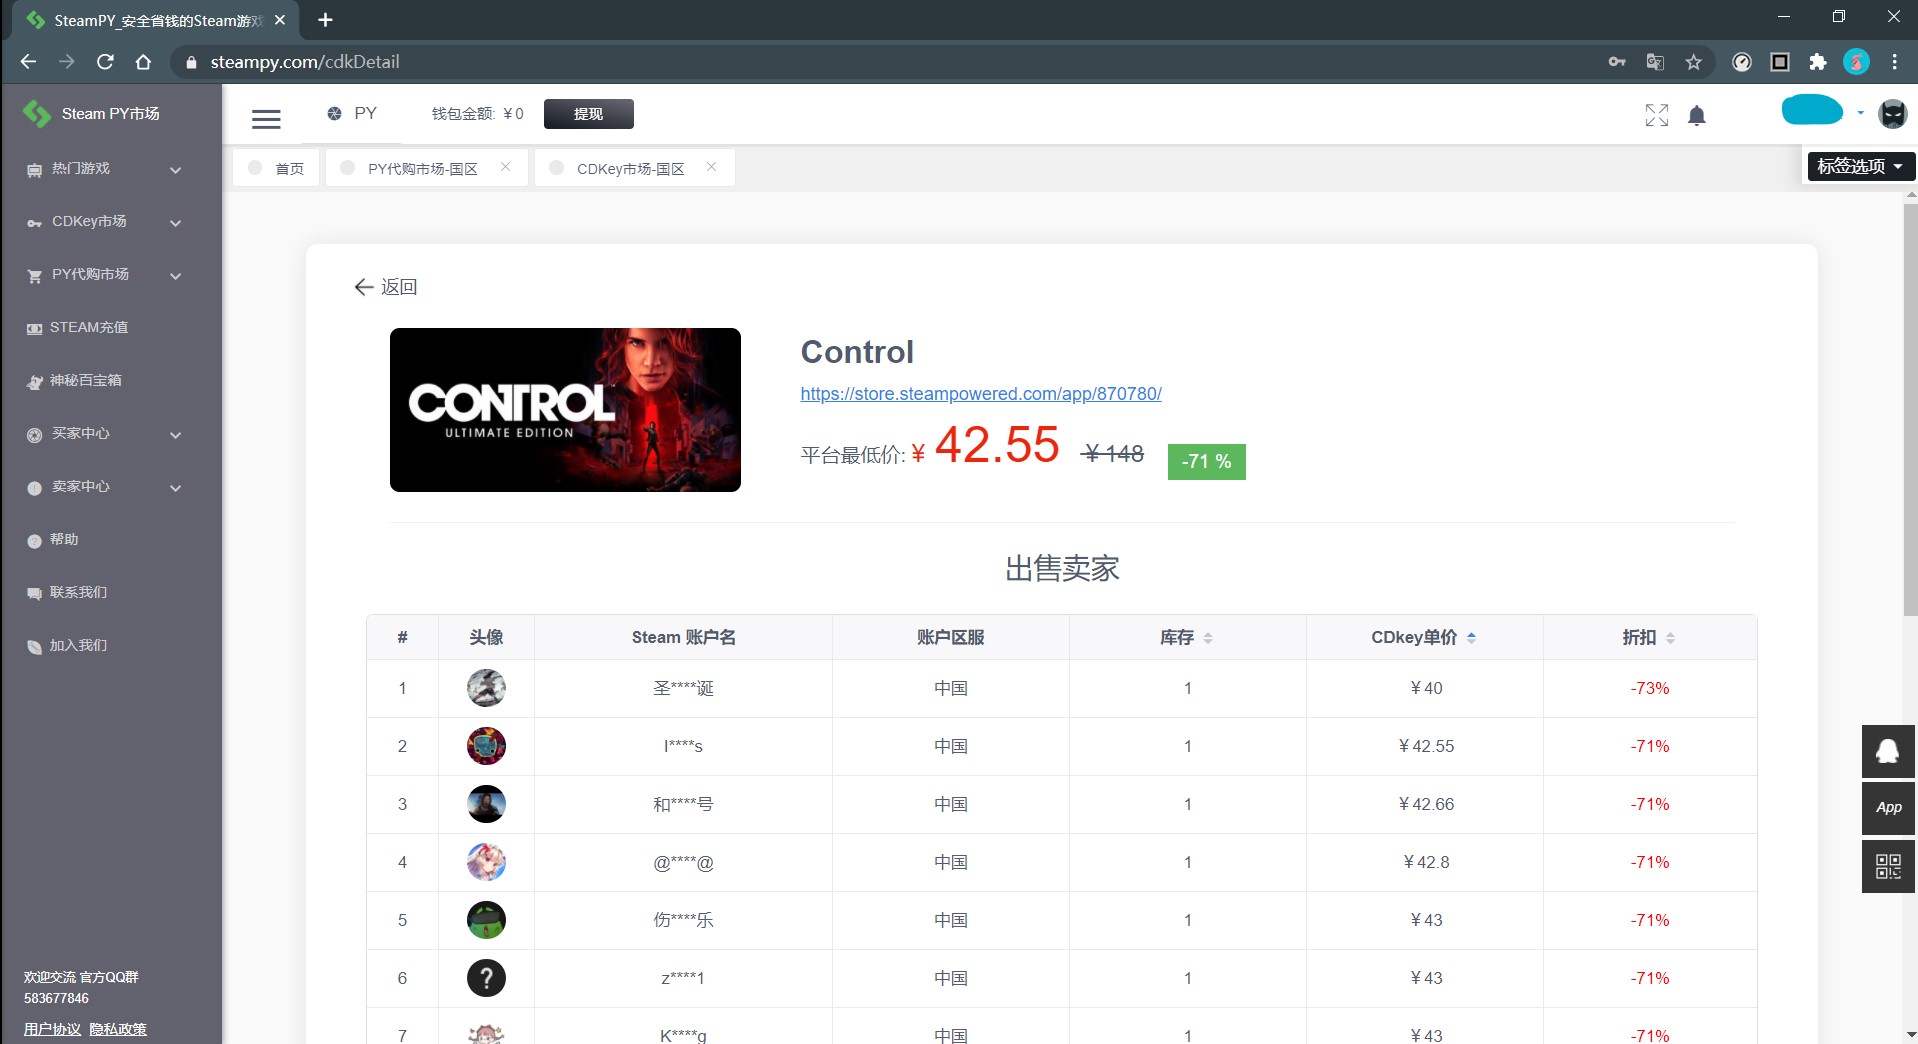 SteamPY_安全省钱的Steam游戏
steampy.com/cdkDetail
Steam PY市场
PY
钱包金额: ¥0
提现
首页
PY代购市场-国区
CDKey市场-国区
标签选项
热门游戏
CDKey市场
PY代购市场
STEAM充值
神秘百宝箱
买家中心
卖家中心
帮助
联系我们
加入我们
欢迎交流 官方QQ群
583677846
用户协议 隐私政策
返回
CONTROL
ULTIMATE EDITION
Control
https://store.steampowered.com/app/870780/
平台最低价: ¥ 42.55 ¥ 148 -71 %
出售卖家
# 头像 Steam 账户名 账户区服 库存 CDkey单价 折扣
1 圣****诞 中国 1 ¥40 -73%
2 I****s 中国 1 ¥42.55 -71%
3 和****号 中国 1 ¥42.66 -71%
4 @****@ 中国 1 ¥42.8 -71%
5 伤****乐 中国 1 ¥43 -71%
6 ? z****1 中国 1 ¥43 -71%
7 K****g 中国 1 ¥43 -71%
App